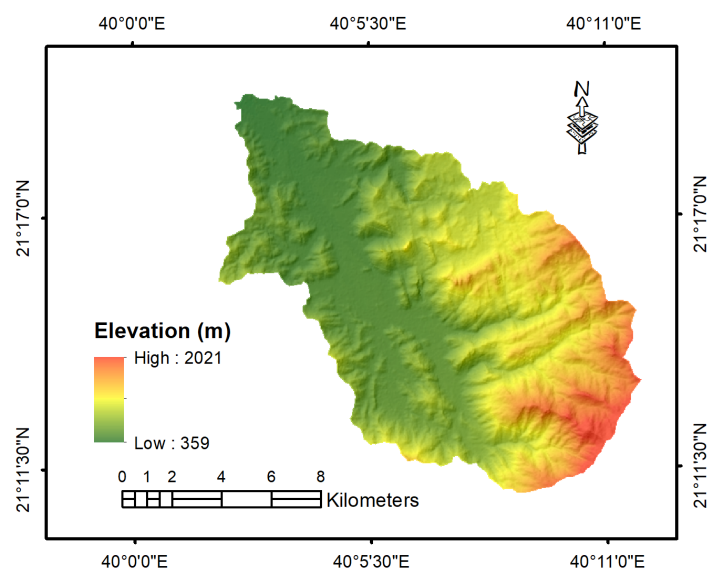 40°0'0"E 40°5'30"E 40°11'0"E
N
21°17'0"N 21°17'0"N
Elevation (m)
High : 2021
Low : 359
21°11'30"N 21°11'30"N
0 1 2 4 6 8
Kilometers
40°0'0"E 40°5'30"E 40°11'0"E